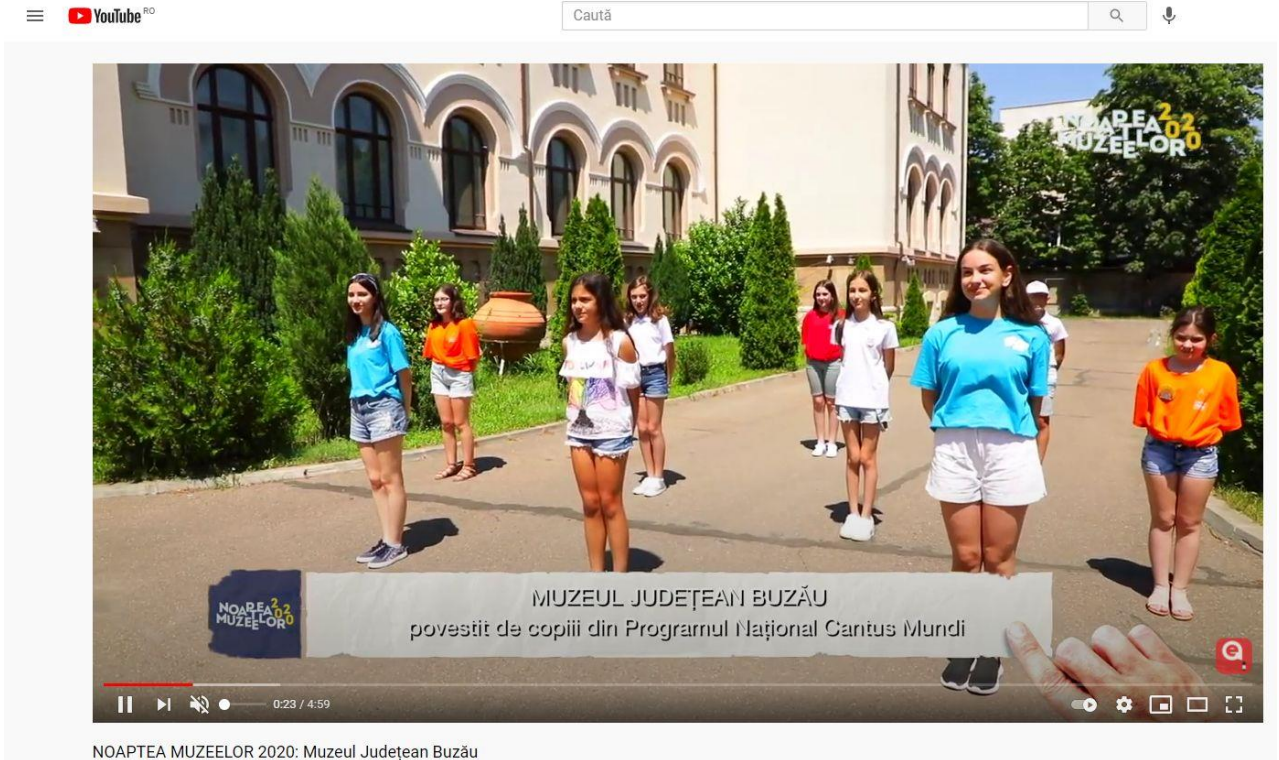 YouTube RO
Caută
NOAPTEA 2020
MUZEELOR
MUZEUL JUDEȚEAN BUZĂU
povestit de copiii din Programul Național Cantus Mundi
NOAPTEA 2020
MUZEELOR
0:23 / 4:59
NOAPTEA MUZEELOR 2020: Muzeul Județean Buzău